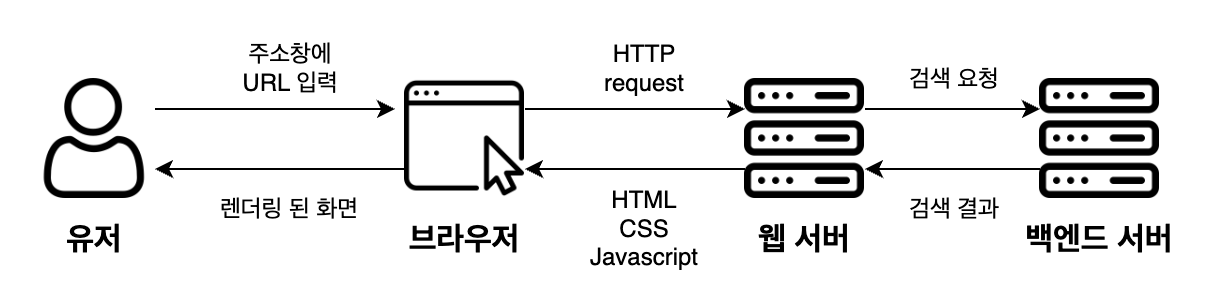 주소창에
URL 입력
HTTP
request
검색 요청
렌더링 된 화면
HTML
CSS
Javascript
검색 결과
유저
브라우저
웹 서버
백엔드 서버